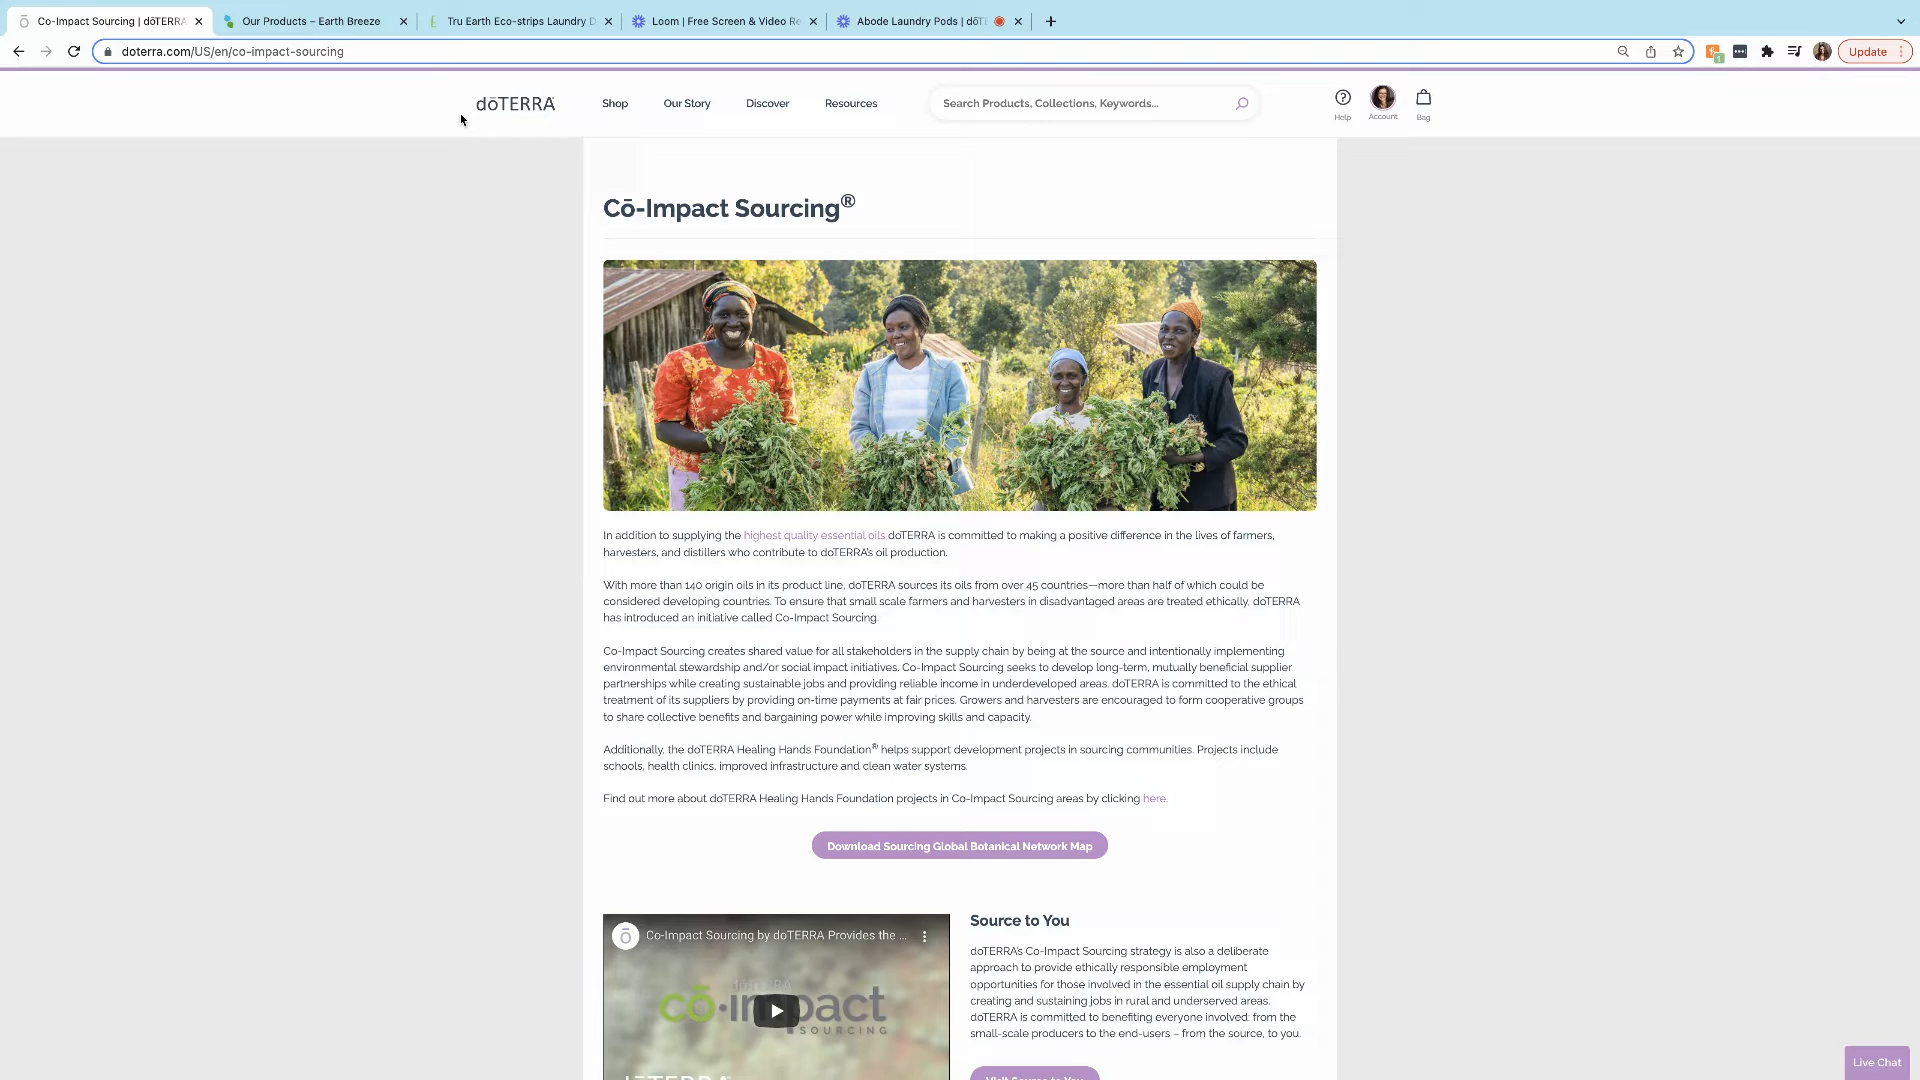 Co-Impact Sourcing | dōTERRA
Our Products – Earth Breeze
Tru Earth Eco-strips Laundry D
Loom | Free Screen & Video Re
Abode Laundry Pods | dōTE
doterra.com/US/en/co-impact-sourcing
Update
dōTERRA
Shop
Our Story
Discover
Resources
Search Products, Collections, Keywords...
Help
Account
Bag
Cō-Impact Sourcing®
In addition to supplying the highest quality essential oils doTERRA is committed to making a positive difference in the lives of farmers,
harvesters, and distillers who contribute to doTERRA's oil production.
With more than 140 origin oils in its product line, doTERRA sources its oils from over 45 countries—more than half of which could be
considered developing countries. To ensure that small scale farmers and harvesters in disadvantaged areas are treated ethically, doTERRA
has introduced an initiative called Co-Impact Sourcing.
Co-Impact Sourcing creates shared value for all stakeholders in the supply chain by being at the source and intentionally implementing
environmental stewardship and/or social impact initiatives. Co-Impact Sourcing seeks to develop long-term, mutually beneficial supplier
partnerships while creating sustainable jobs and providing reliable income in underdeveloped areas. doTERRA is committed to the ethical
treatment of its suppliers by providing on-time payments at fair prices. Growers and harvesters are encouraged to form cooperative groups
to share collective benefits and bargaining power while improving skills and capacity.
Additionally, the doTERRA Healing Hands Foundation® helps support development projects in sourcing communities. Projects include
schools, health clinics, improved infrastructure and clean water systems.
Find out more about doTERRA Healing Hands Foundation projects in Co-Impact Sourcing areas by clicking here.
Download Sourcing Global Botanical Network Map
Co-Impact Sourcing by doTERRA Provides the ...
dōTERRA
cō·impact
SOURCING
dōTERRA
Source to You
doTERRA's Co-Impact Sourcing strategy is also a deliberate
approach to provide ethically responsible employment
opportunities for those involved in the essential oil supply chain by
creating and sustaining jobs in rural and underserved areas.
doTERRA is committed to benefiting everyone involved: from the
small-scale producers to the end-users – from the source, to you.
Visit Source to You
Live Chat